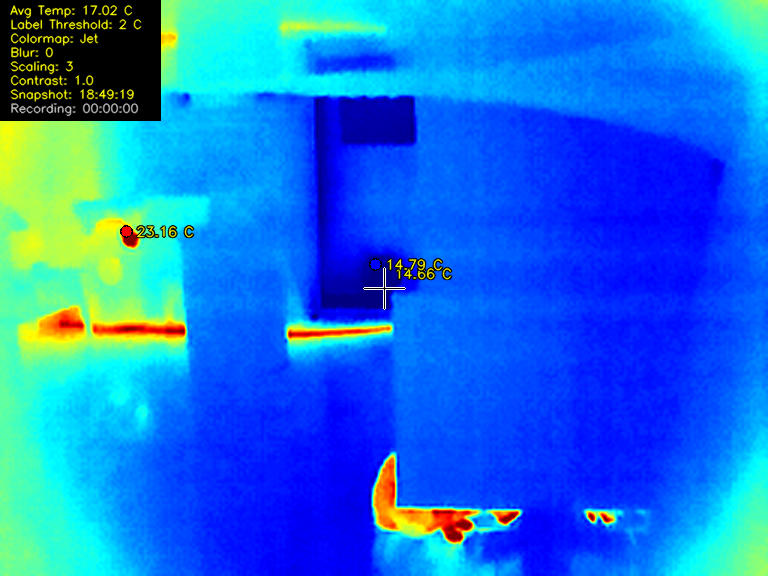 Avg Temp: 17.02 C
Label Threshold: 2 C
Colormap: Jet
Blur: 0
Scaling: 3
Contrast: 1.0
Snapshot: 18:49:19
Recording: 00:00:00
23.16 C
14.79 C
14.66 C